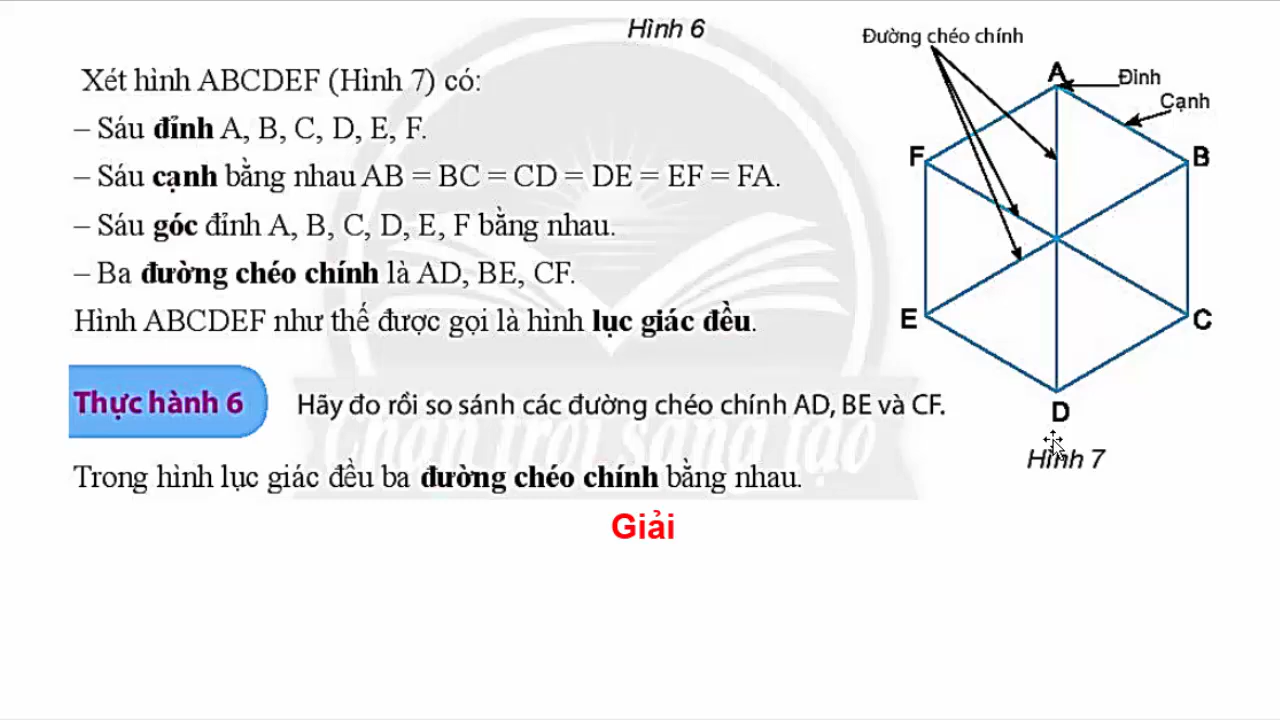 Hình 6
Đường chéo chính
Xét hình ABCDEF (Hình 7) có:
A
Đỉnh
Cạnh
– Sáu đỉnh A, B, C, D, E, F.
F
B
– Sáu cạnh bằng nhau AB = BC = CD = DE = EF = FA.
– Sáu góc đỉnh A, B, C, D, E, F bằng nhau.
– Ba đường chéo chính là AD, BE, CF.
Hình ABCDEF như thế được gọi là hình lục giác đều.
E
C
Thực hành 6
Hãy đo rồi so sánh các đường chéo chính AD, BE và CF.
D
Chân trời sáng tạo
Hình 7
Trong hình lục giác đều ba đường chéo chính bằng nhau.
Giải